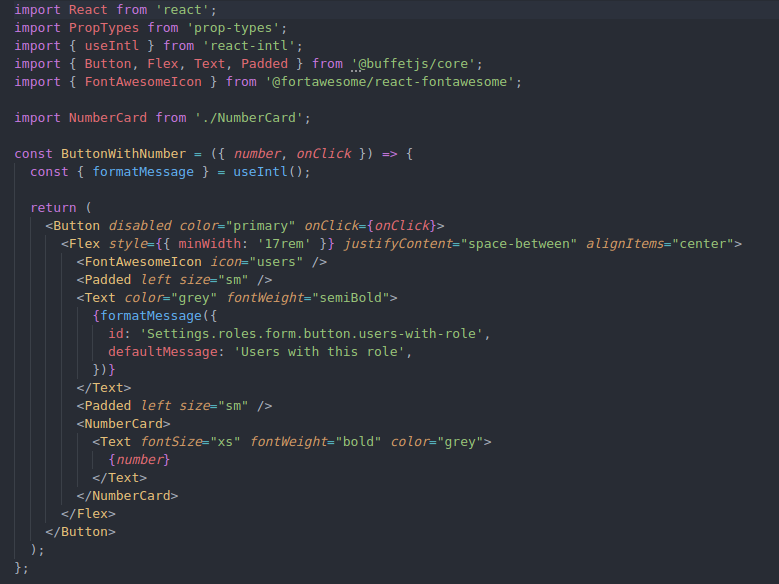 import React from 'react';
import PropTypes from 'prop-types';
import { useIntl } from 'react-intl';
import { Button, Flex, Text, Padded } from '@buffetjs/core';
import { FontAwesomeIcon } from '@fortawesome/react-fontawesome';

import NumberCard from './NumberCard';

const ButtonWithNumber = ({ number, onClick }) => {
  const { formatMessage } = useIntl();

  return (
    <Button disabled color="primary" onClick={onClick}>
      <Flex style={{ minWidth: '17rem' }} justifyContent="space-between" alignItems="center">
        <FontAwesomeIcon icon="users" />
        <Padded left size="sm" />
        <Text color="grey" fontWeight="semiBold">
          {formatMessage({
            id: 'Settings.roles.form.button.users-with-role',
            defaultMessage: 'Users with this role',
          })}
        </Text>
        <Padded left size="sm" />
        <NumberCard>
          <Text fontSize="xs" fontWeight="bold" color="grey">
            {number}
          </Text>
        </NumberCard>
      </Flex>
    </Button>
  );
};